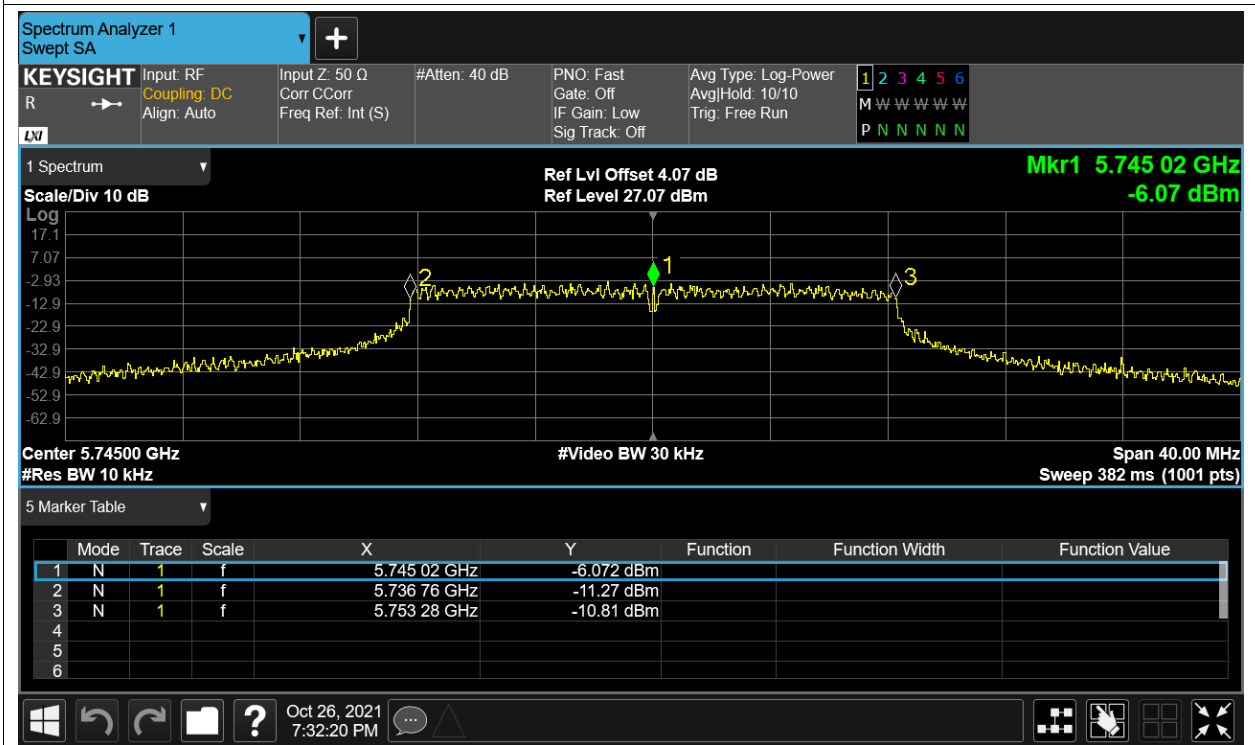 Spectrum Analyzer 1
Swept SA
KEYSIGHT
R
LXI
Input: RF
Coupling: DC
Align: Auto
Input Z: 50 Ω
Corr CCorr
Freq Ref: Int (S)
#Atten: 40 dB
PNO: Fast
Gate: Off
IF Gain: Low
Sig Track: Off
Avg Type: Log-Power
Avg|Hold: 10/10
Trig: Free Run
1 2 3 4 5 6
M W W W W W
P N N N N N
1 Spectrum
Scale/Div 10 dB
Ref Lvl Offset 4.07 dB
Ref Level 27.07 dBm
Mkr1 5.745 02 GHz
-6.07 dBm
Log
17.1
7.07
-2.93
-12.9
-22.9
-32.9
-42.9
-52.9
-62.9
2
1
3
Center 5.74500 GHz
#Res BW 10 kHz
#Video BW 30 kHz
Span 40.00 MHz
Sweep 382 ms (1001 pts)
5 Marker Table
Mode Trace Scale X Y Function Function Width Function Value
1 N 1 f 5.745 02 GHz -6.072 dBm
2 N 1 f 5.736 76 GHz -11.27 dBm
3 N 1 f 5.753 28 GHz -10.81 dBm
4
5
6
?
Oct 26, 2021
7:32:20 PM